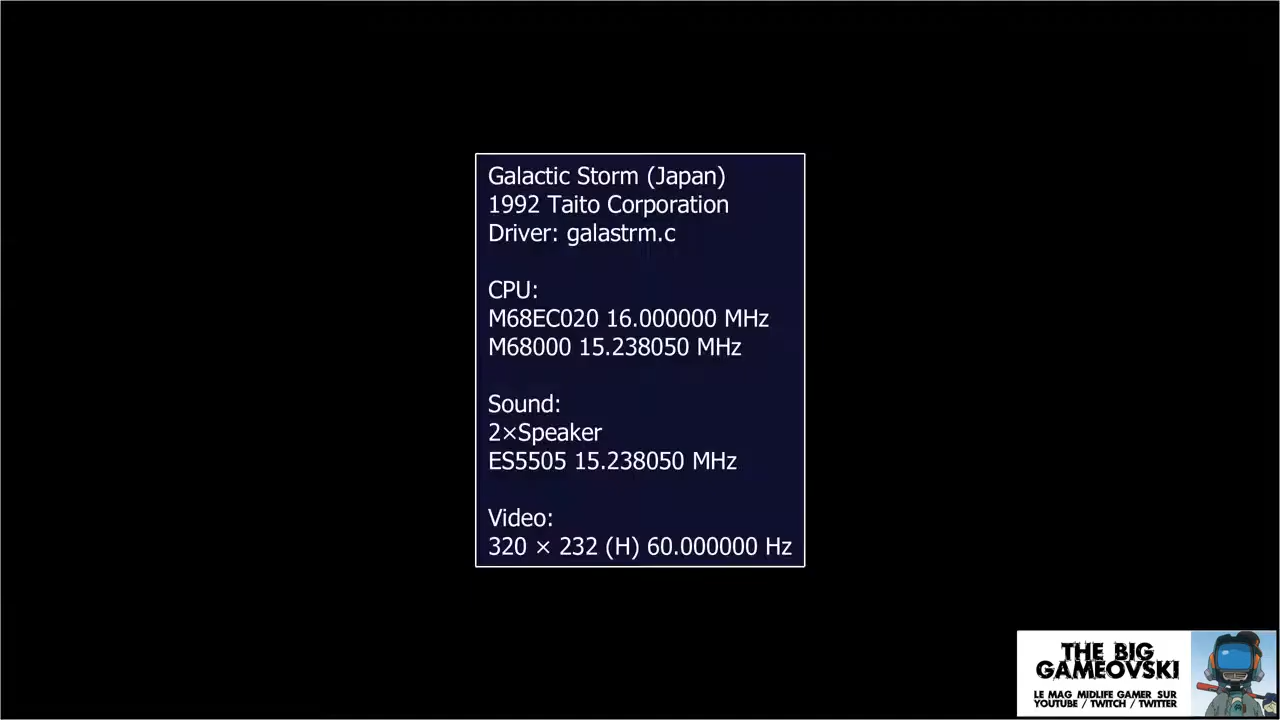 Galactic Storm (Japan)
1992 Taito Corporation
Driver: galastrm.c
CPU:
M68EC020 16.000000 MHz
M68000 15.238050 MHz
Sound:
2×Speaker
ES5505 15.238050 MHz
Video:
320 × 232 (H) 60.000000 Hz
THE BIG
GAMEOVSKI
LE MAG MIDLIFE GAMER SUR
YOUTUBE / TWITCH / TWITTER